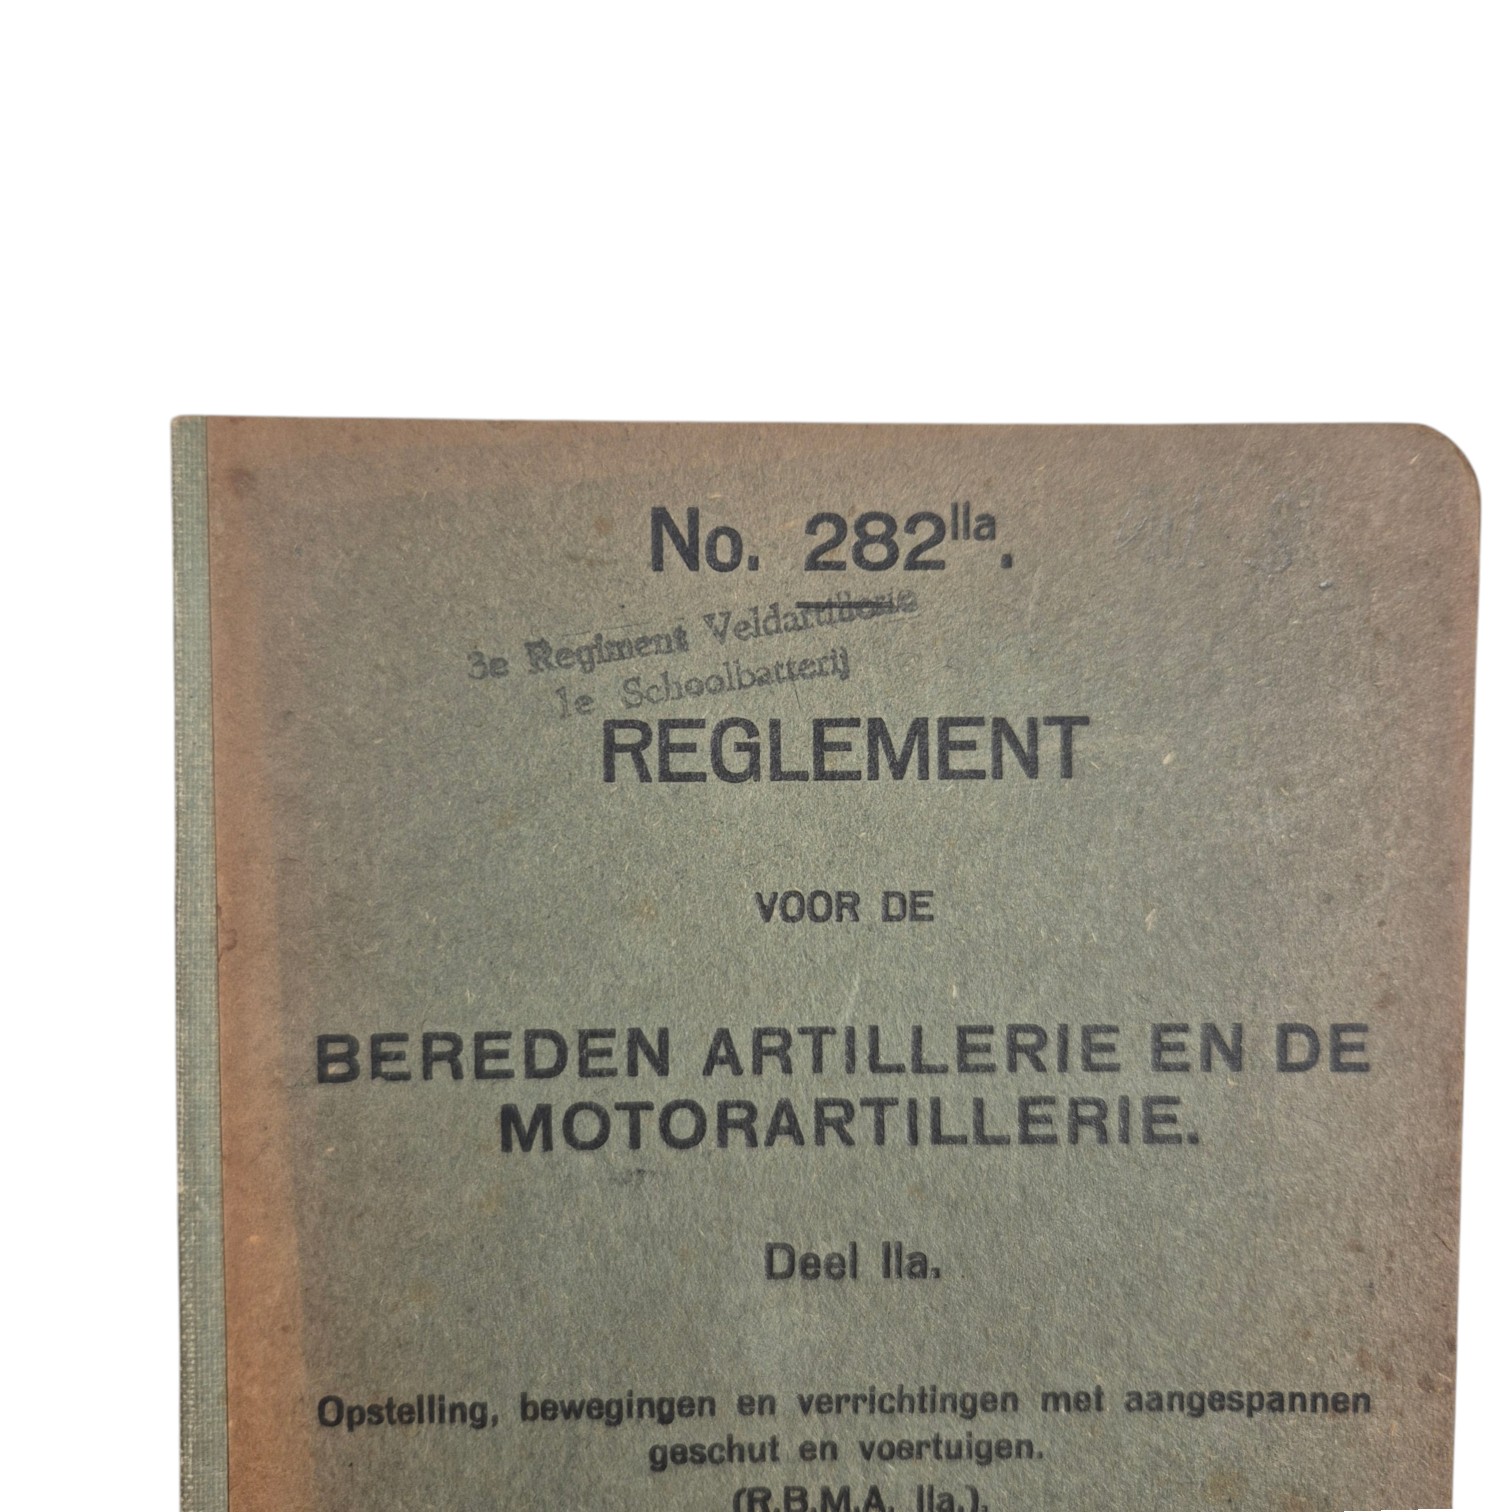 No. 282IIa.
3e Regiment Veldartillerie
1e Schoolbatterij
REGLEMENT
VOOR DE
BEREDEN ARTILLERIE EN DE
MOTORARTILLERIE.
Deel IIa.
Opstelling, bewegingen en verrichtingen met aangespannen
geschut en voertuigen.
(R.B.M.A. IIa.).